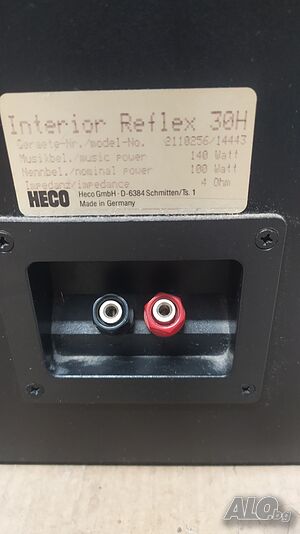 Interior Reflex 30H
Geraete-Nr./model-No. 2110256/14443
Musikbel./music power 140 Watt
Nennbel./nominal power 100 Watt
Impedanz/impedance 4 Ohm
HECO Heco GmbH · D-6384 Schmitten/Ts. 1
Made in Germany
ALO.bg